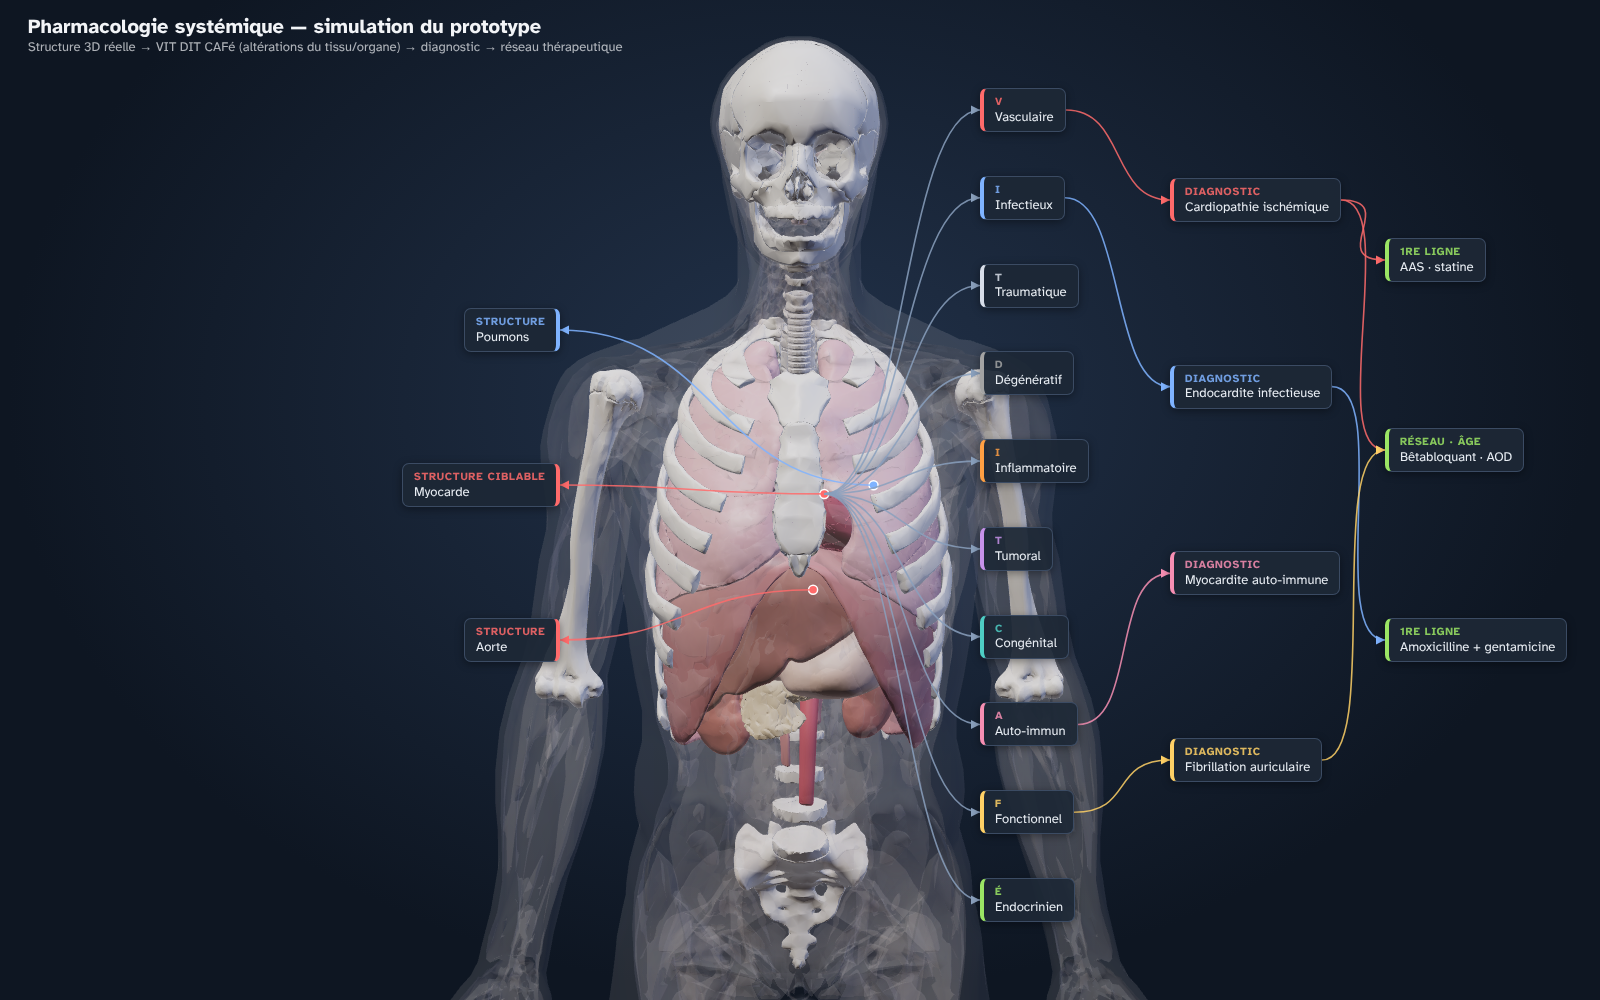 Pharmacologie systémique — simulation du prototype
Structure 3D réelle → VIT DIT CAFé (altérations du tissu/organe) → diagnostic → réseau thérapeutique
STRUCTURE
Poumons
STRUCTURE CIBLABLE
Myocarde
STRUCTURE
Aorte
V
Vasculaire
I
Infectieux
T
Traumatique
D
Dégénératif
I
Inflammatoire
T
Tumoral
C
Congénital
A
Auto-immun
F
Fonctionnel
É
Endocrinien
DIAGNOSTIC
Cardiopathie ischémique
DIAGNOSTIC
Endocardite infectieuse
DIAGNOSTIC
Myocardite auto-immune
DIAGNOSTIC
Fibrillation auriculaire
1RE LIGNE
AAS · statine
RÉSEAU · ÂGE
Bêtabloquant · AOD
1RE LIGNE
Amoxicilline + gentamicine